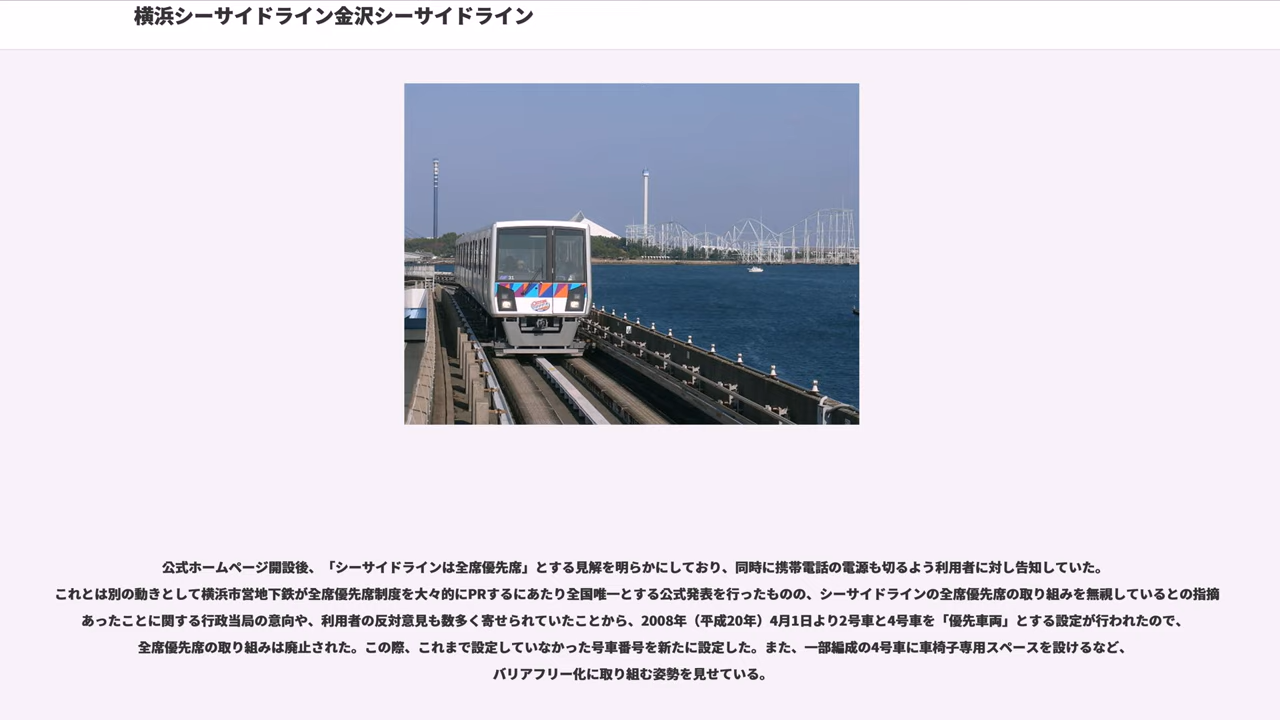 横浜シーサイドライン金沢シーサイドライン
公式ホームページ開設後、「シーサイドラインは全席優先席」とする見解を明らかにしており、同時に携帯電話の電源も切るよう利用者に対し告知していた。
これとは別の動きとして横浜市営地下鉄が全席優先席制度を大々的にPRするにあたり全国唯一とする公式発表を行ったものの、シーサイドラインの全席優先席の取り組みを無視しているとの指摘
あったことに関する行政当局の意向や、利用者の反対意見も数多く寄せられていたことから、2008年（平成20年）4月1日より2号車と4号車を「優先車両」とする設定が行われたので、
全席優先席の取り組みは廃止された。この際、これまで設定していなかった号車番号を新たに設定した。また、一部編成の4号車に車椅子専用スペースを設けるなど、
バリアフリー化に取り組む姿勢を見せている。